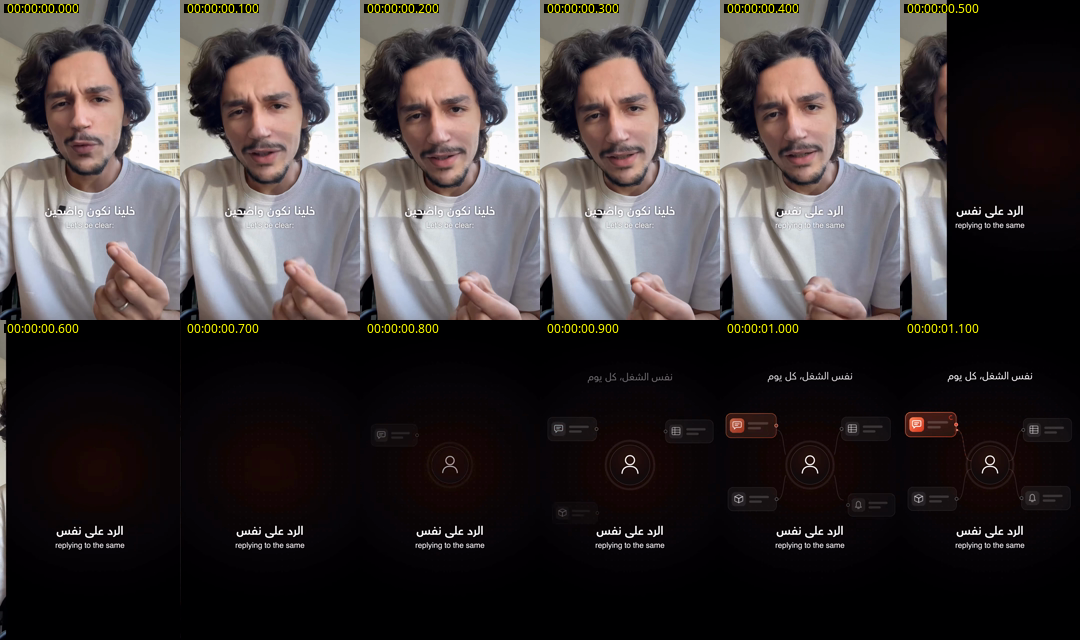 00:00:00.000
00:00:00.100
00:00:00.200
00:00:00.300
00:00:00.400
00:00:00.500
خلينا نكون واضحين
Let's be clear:
خلينا نكون واضحين
Let's be clear:
خلينا نكون واضحين
Let's be clear:
خلينا نكون واضحين
Let's be clear:
الرد على نفس
replying to the same
الرد على نفس
replying to the same
00:00:00.600
00:00:00.700
00:00:00.800
00:00:00.900
00:00:01.000
00:00:01.100
نفس الشغل، كل يوم
نفس الشغل، كل يوم
نفس الشغل، كل يوم
الرد على نفس
replying to the same
الرد على نفس
replying to the same
الرد على نفس
replying to the same
الرد على نفس
replying to the same
الرد على نفس
replying to the same
الرد على نفس
replying to the same